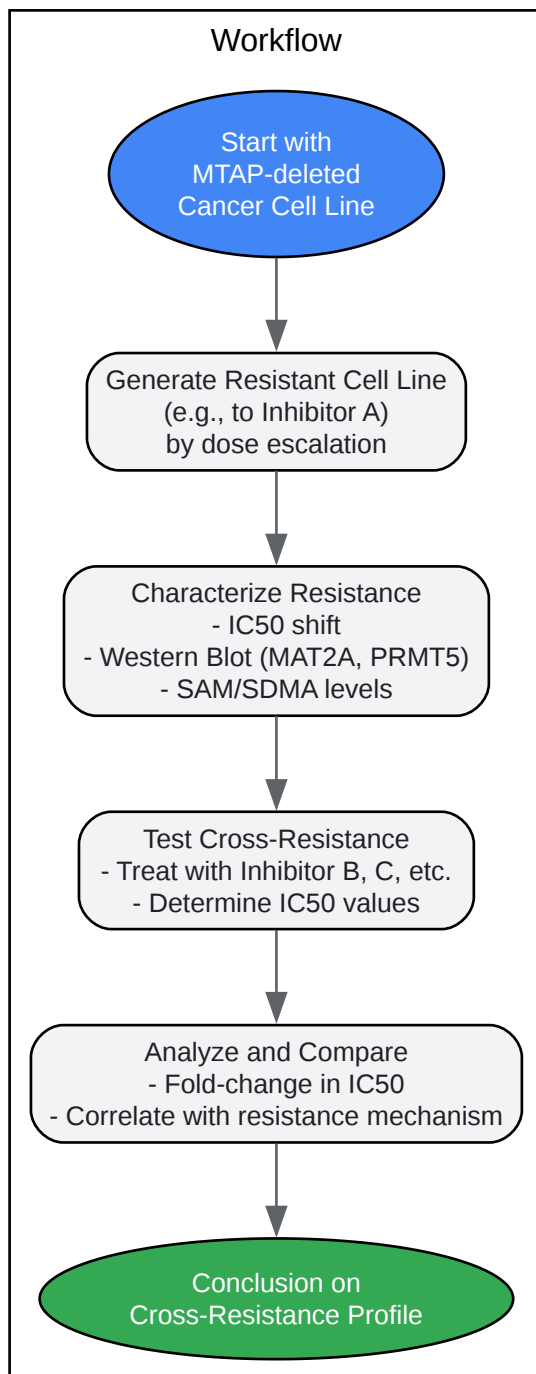 Workflow
Start with
MTAP-deleted
Cancer Cell Line
Generate Resistant Cell Line
(e.g., to Inhibitor A)
by dose escalation
Characterize Resistance
- IC50 shift
- Western Blot (MAT2A, PRMT5)
- SAM/SDMA levels
Test Cross-Resistance
- Treat with Inhibitor B, C, etc.
- Determine IC50 values
Analyze and Compare
- Fold-change in IC50
- Correlate with resistance mechanism
Conclusion on
Cross-Resistance Profile